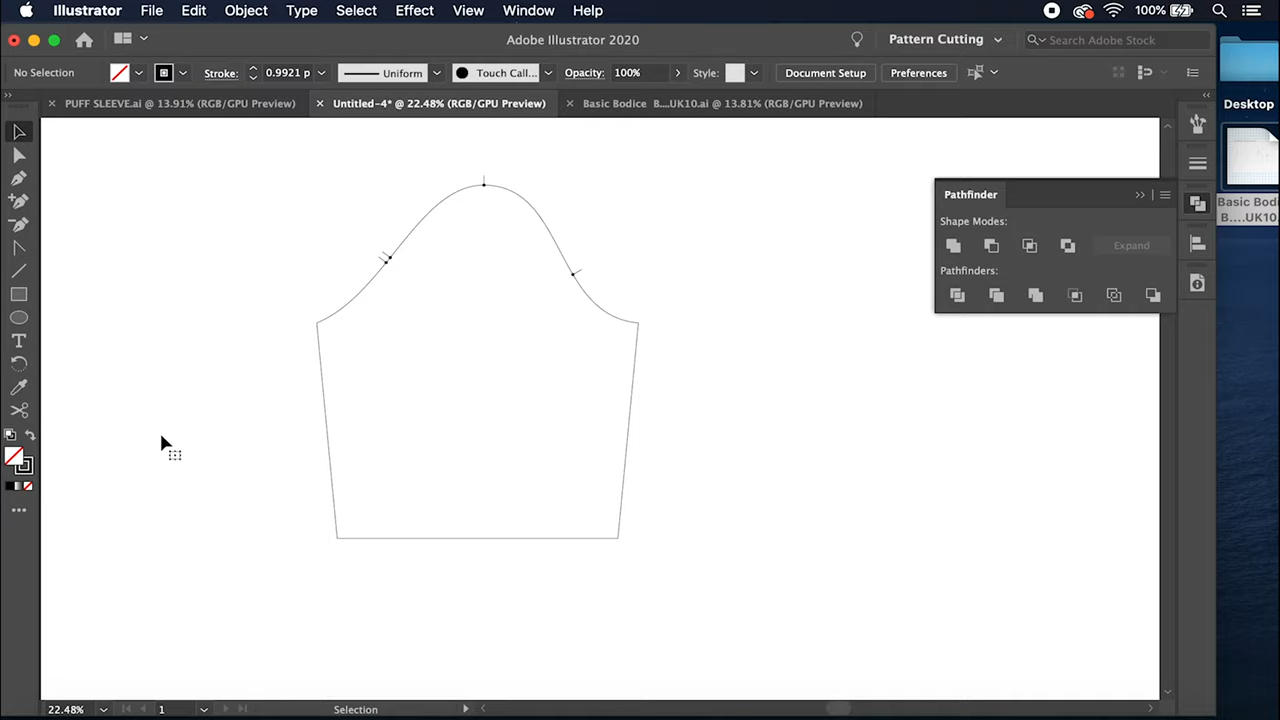 Illustrator File Edit Object Type Select Effect View Window Help 100%
Adobe Illustrator 2020 Pattern Cutting Search Adobe Stock
No Selection Stroke: 0.9921 p Uniform Touch Call... Opacity: 100% Style: Document Setup Preferences
PUFF SLEEVE.ai @ 13.91% (RGB/GPU Preview) Untitled-4* @ 22.48% (RGB/GPU Preview) Basic Bodice B....UK10.ai @ 13.81% (RGB/GPU Preview)
Desktop
Pathfinder
Basic Bodi
B....UK10
Shape Modes:
Expand
Pathfinders:
22.48% 1 Selection